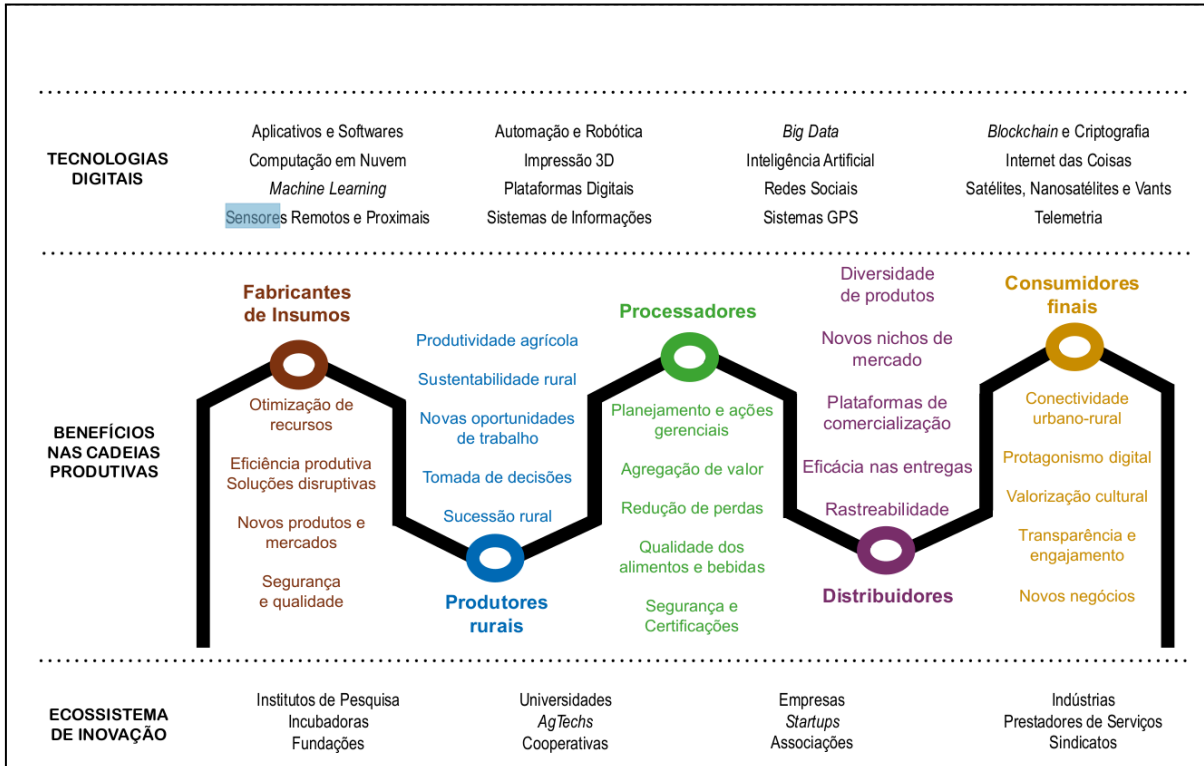 TECNOLOGIAS
DIGITAIS
Aplicativos e Softwares
Computação em Nuvem
Machine Learning
Sensores Remotos e Proximais
Automação e Robótica
Impressão 3D
Plataformas Digitais
Sistemas de Informações
Big Data
Inteligência Artificial
Redes Sociais
Sistemas GPS
Blockchain e Criptografia
Internet das Coisas
Satélites, Nanosatélites e Vants
Telemetria
BENEFÍCIOS
NAS CADEIAS
PRODUTIVAS
Fabricantes
de Insumos
Otimização de
recursos
Eficiência produtiva
Soluções disruptivas
Novos produtos e
mercados
Segurança
e qualidade
Produtividade agrícola
Sustentabilidade rural
Novas oportunidades
de trabalho
Tomada de decisões
Sucessão rural
Produtores
rurais
Processadores
Planejamento e ações
gerenciais
Agregação de valor
Redução de perdas
Qualidade dos
alimentos e bebidas
Segurança e
Certificações
Diversidade
de produtos
Novos nichos de
mercado
Plataformas de
comercialização
Eficácia nas entregas
Rastreabilidade
Distribuidores
Consumidores
finais
Conectividade
urbano-rural
Protagonismo digital
Valorização cultural
Transparência e
engajamento
Novos negócios
ECOSSISTEMA
DE INOVAÇÃO
Institutos de Pesquisa
Incubadoras
Fundações
Universidades
AgTechs
Cooperativas
Empresas
Startups
Associações
Indústrias
Prestadores de Serviços
Sindicatos